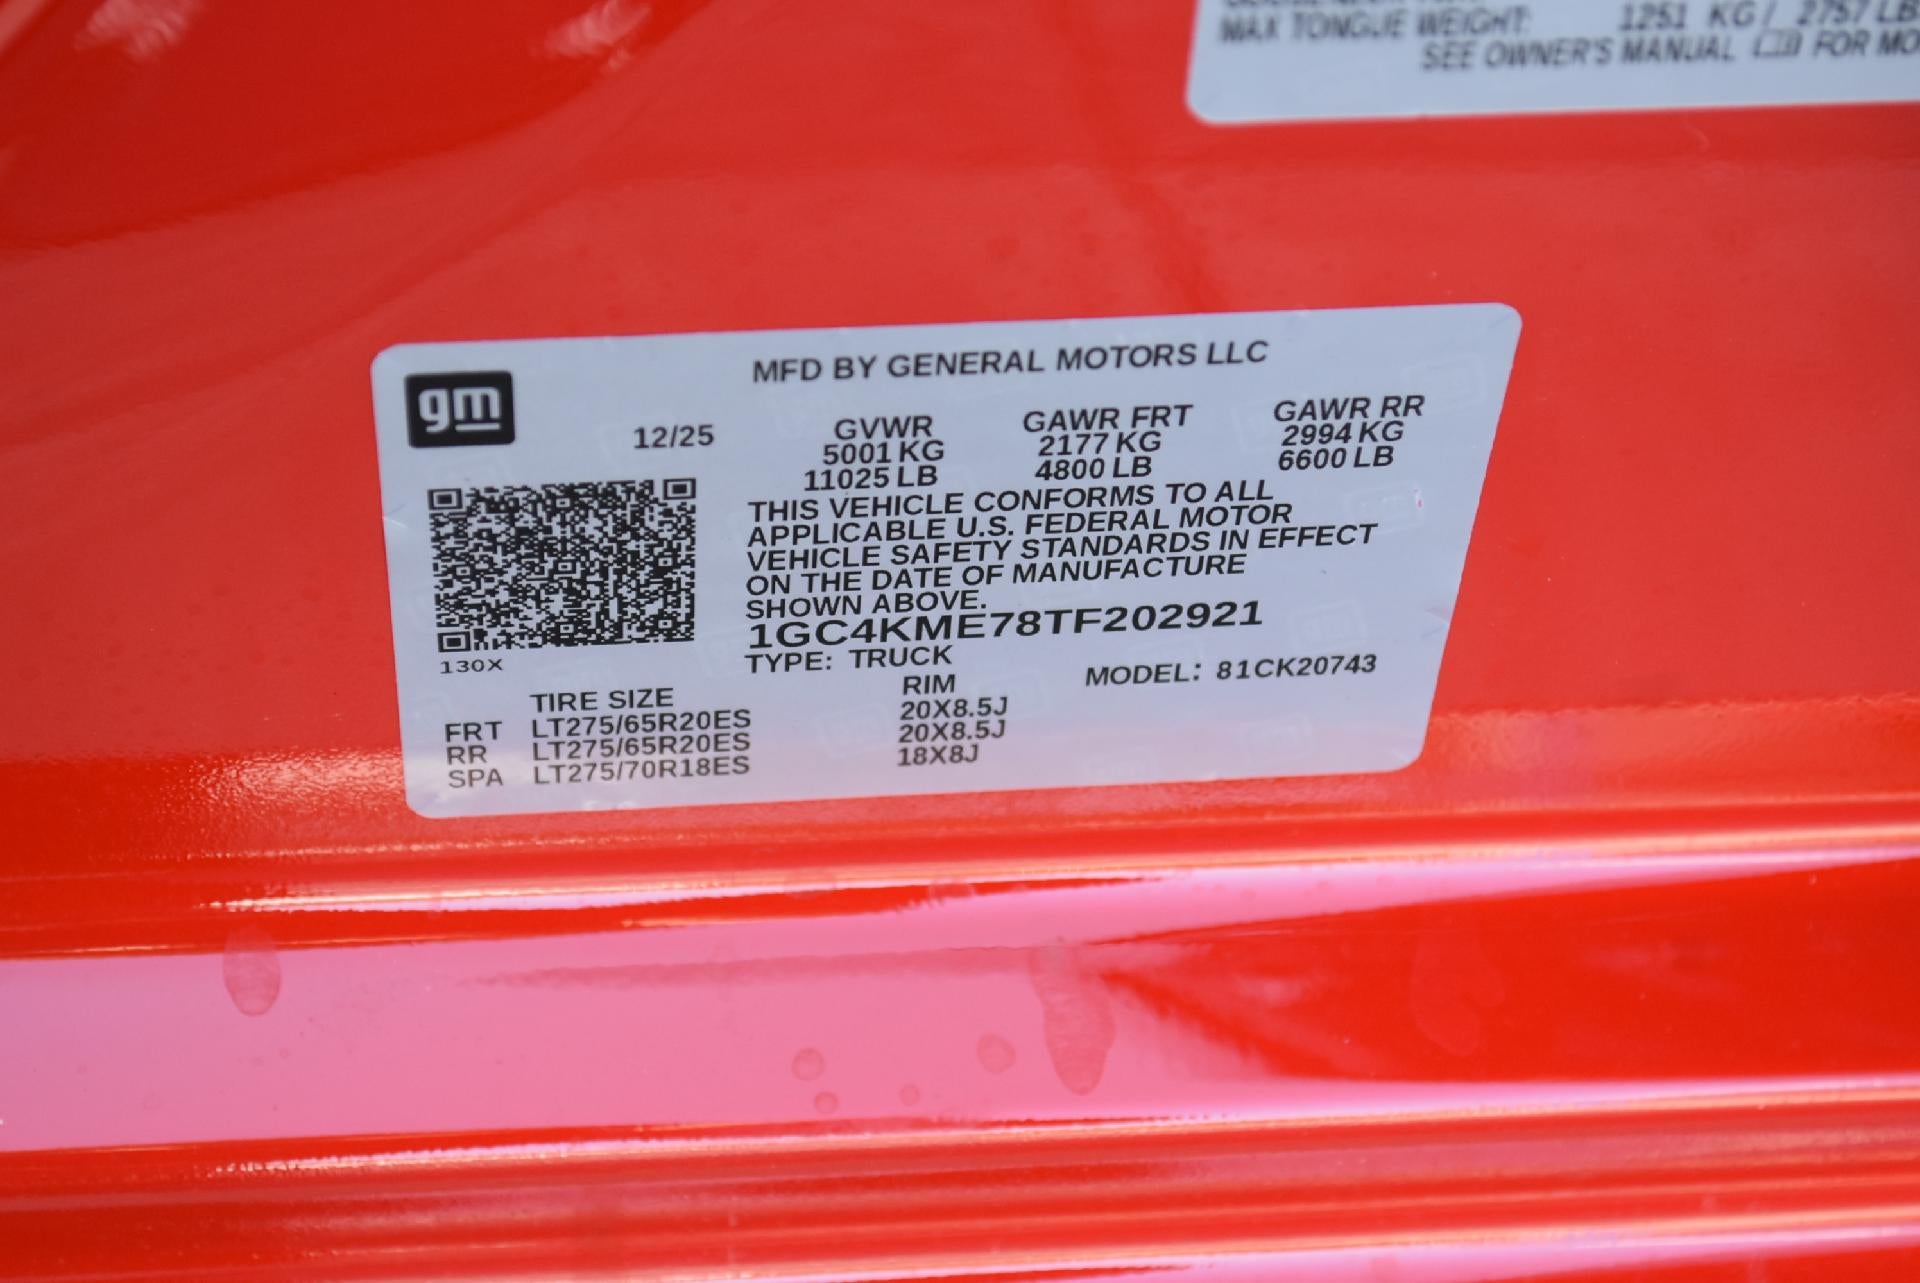 MAX TONGUE WEIGHT: 1251 KG / 2757 LB
SEE OWNER'S MANUAL FOR MO
MFD BY GENERAL MOTORS LLC
gm
12/25 GVWR GAWR FRT GAWR RR
5001 KG 2177 KG 2994 KG
11025 LB 4800 LB 6600 LB
THIS VEHICLE CONFORMS TO ALL
APPLICABLE U.S. FEDERAL MOTOR
VEHICLE SAFETY STANDARDS IN EFFECT
ON THE DATE OF MANUFACTURE
SHOWN ABOVE.
1GC4KME78TF202921
130X
TYPE: TRUCK MODEL: 81CK20743
TIRE SIZE RIM
FRT LT275/65R20ES 20X8.5J
RR LT275/65R20ES 20X8.5J
SPA LT275/70R18ES 18X8J